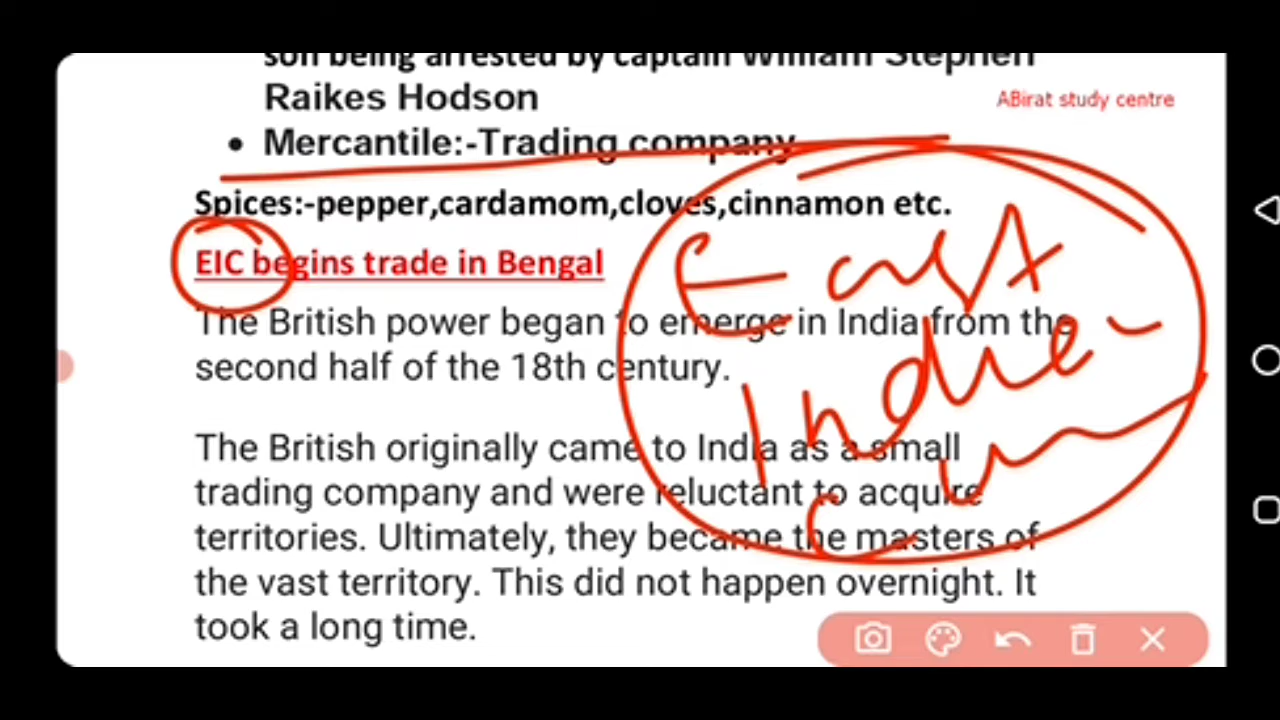 son being arrested by captain William Stephen
Raikes Hodson
ABirat study centre
• Mercantile:-Trading company
Spices:-pepper,cardamom,cloves,cinnamon etc.
EIC begins trade in Bengal
The British power began to emerge in India from the
second half of the 18th century.
The British originally came to India as a small
trading company and were reluctant to acquire
territories. Ultimately, they became the masters of
the vast territory. This did not happen overnight. It
took a long time.
East